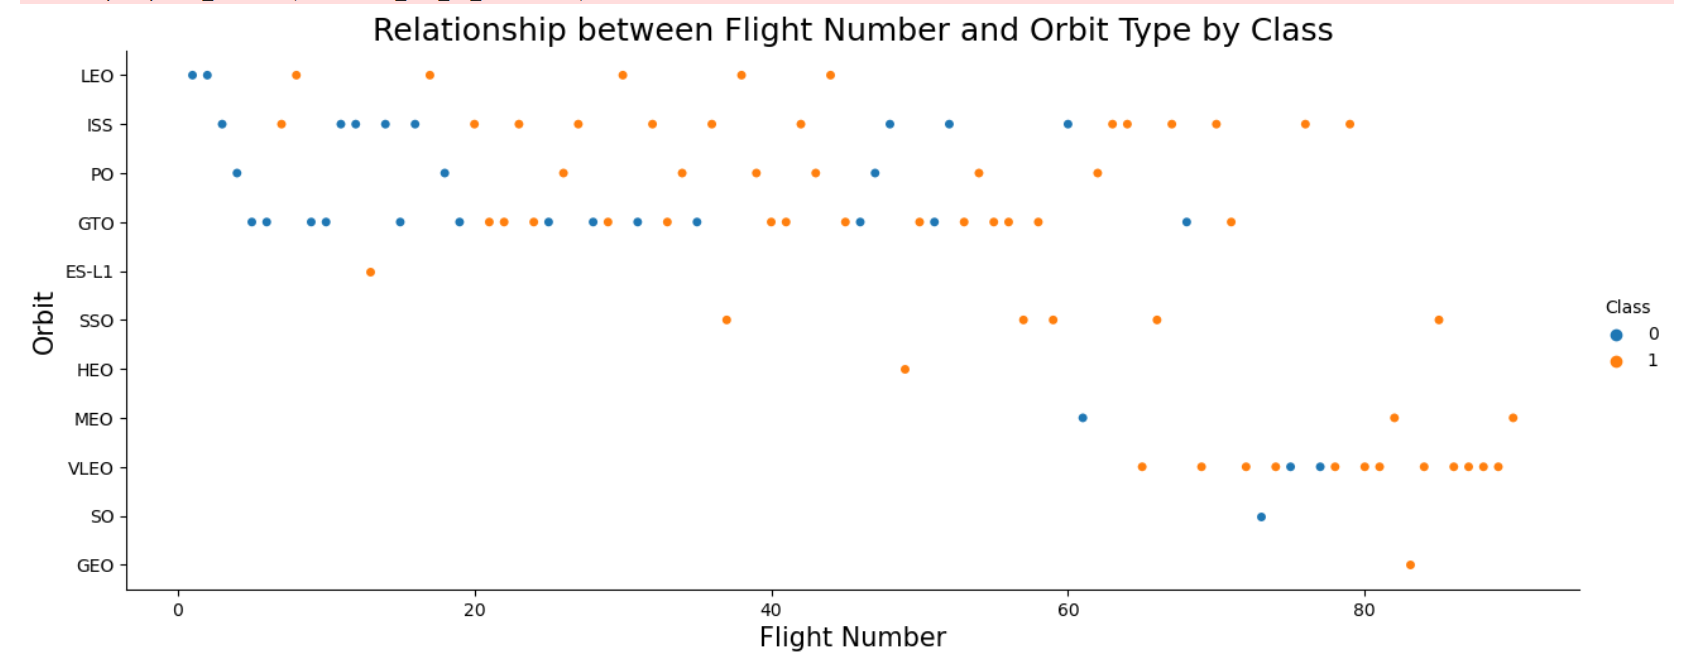 Relationship between Flight Number and Orbit Type by Class
LEO
ISS
PO
GTO
ES-L1
SSO
HEO
MEO
VLEO
SO
GEO
Orbit
0 20 40 60 80
Flight Number
Class
0
1